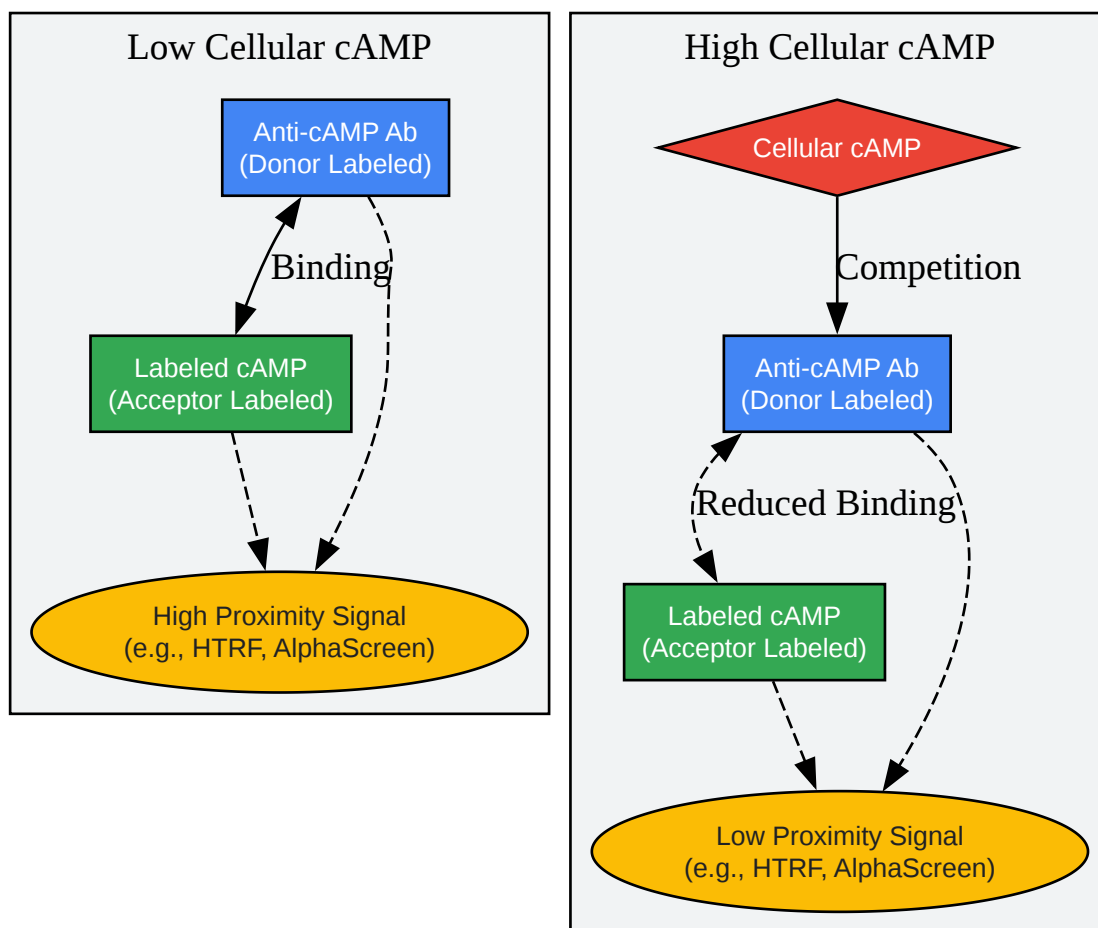 Low Cellular cAMP
Anti-cAMP Ab
(Donor Labeled)
Binding
Labeled cAMP
(Acceptor Labeled)
High Proximity Signal
(e.g., HTRF, AlphaScreen)
High Cellular cAMP
Cellular cAMP
Competition
Anti-cAMP Ab
(Donor Labeled)
Reduced Binding
Labeled cAMP
(Acceptor Labeled)
Low Proximity Signal
(e.g., HTRF, AlphaScreen)